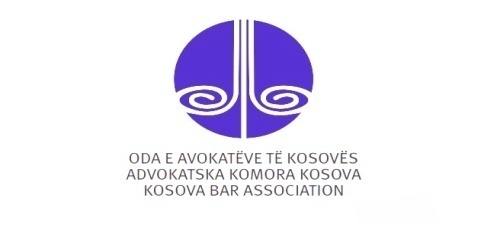 ODA E AVOKATËVE TË KOSOVËS
ADVOKATSKA KOMORA KOSOVA
KOSOVA BAR ASSOCIATION